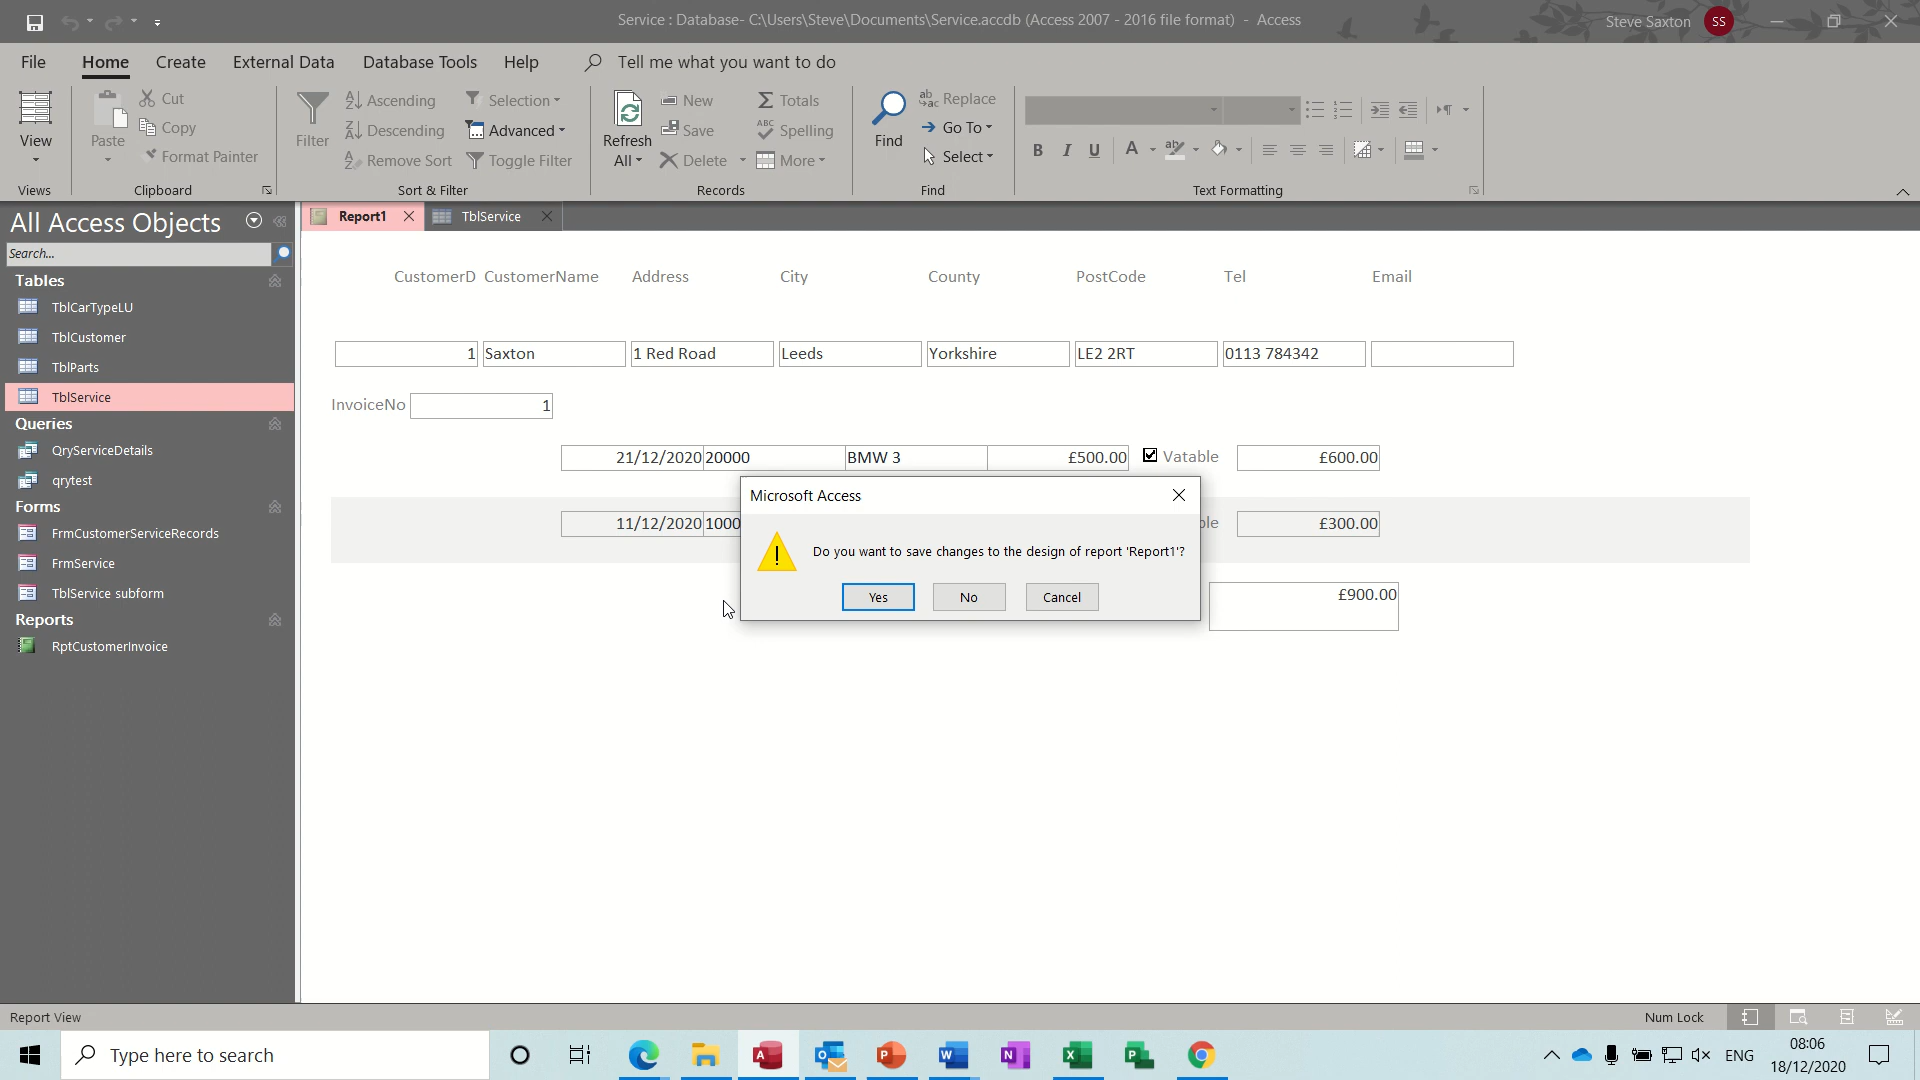 Service : Database- C:\Users\Steve\Documents\Service.accdb (Access 2007 - 2016 file format) - Access
Steve Saxton SS
File Home Create External Data Database Tools Help Tell me what you want to do
View
Views
Paste
Cut
Copy
Format Painter
Clipboard
Filter
Ascending
Descending
Remove Sort
Selection
Advanced
Toggle Filter
Sort & Filter
Refresh
All
New
Save
Delete
Totals
Spelling
More
Records
Find
Replace
Go To
Select
Find
B I U A
Text Formatting
All Access Objects
Search...
Tables
TblCarTypeLU
TblCustomer
TblParts
TblService
Queries
QryServiceDetails
qrytest
Forms
FrmCustomerServiceRecords
FrmService
TblService subform
Reports
RptCustomerInvoice
Report1 TblService
CustomerD CustomerName Address City County PostCode Tel Email
1 Saxton 1 Red Road Leeds Yorkshire LE2 2RT 0113 784342
InvoiceNo 1
21/12/2020 20000 BMW 3 £500.00 Vatable £600.00
11/12/2020 1000 ble £300.00
£900.00
Microsoft Access
Do you want to save changes to the design of report 'Report1'?
Yes No Cancel
Report View Num Lock
Type here to search
ENG
08:06
18/12/2020